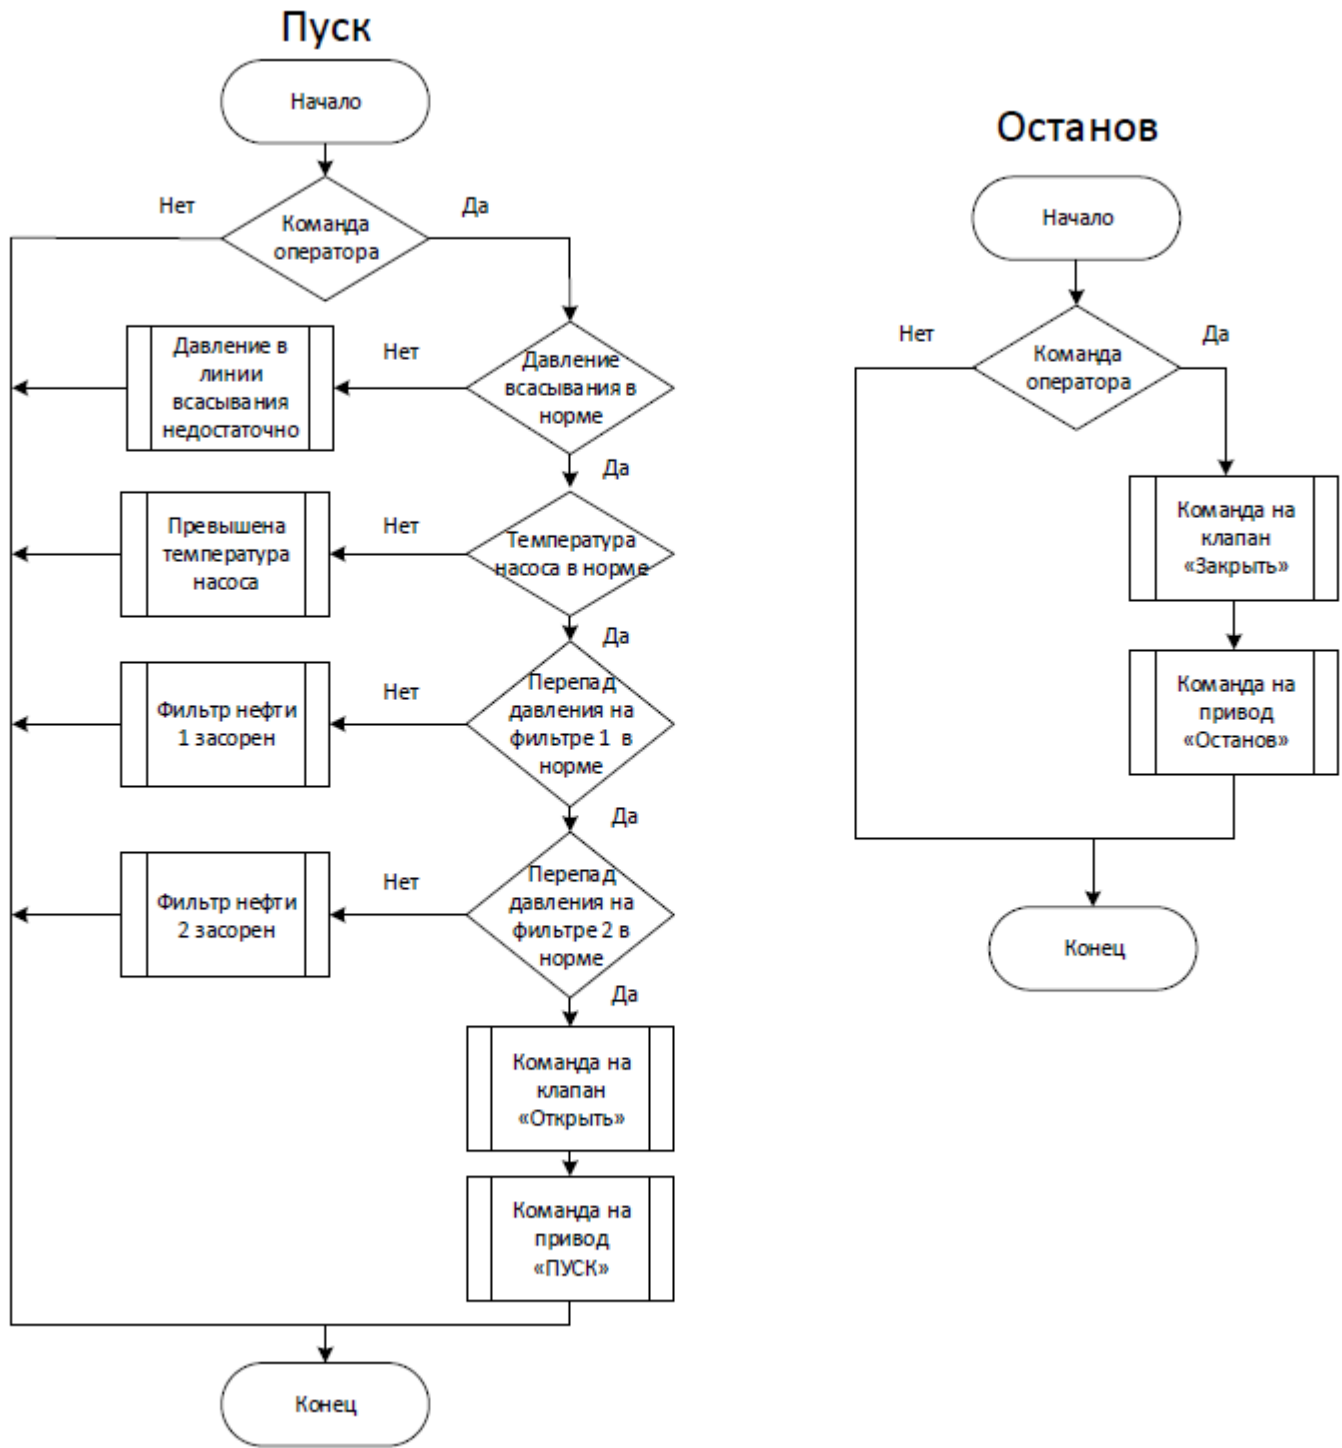 Пуск
Начало
Нет
Да
Команда
оператора
Давление в
линии
всасывания
недостаточно
Нет
Давление
всасывания в
норме
Да
Превышена
температура
насоса
Нет
Температура
насоса в норме
Да
Фильтр нефти
1 засорен
Нет
Перепад
давления на
фильтре 1 в
норме
Да
Фильтр нефти
2 засорен
Нет
Перепад
давления на
фильтре 2 в
норме
Да
Команда на
клапан
«Открыть»
Команда на
привод
«ПУСК»
Конец
Останов
Начало
Нет
Да
Команда
оператора
Команда на
клапан
«Закрыть»
Команда на
привод
«Останов»
Конец